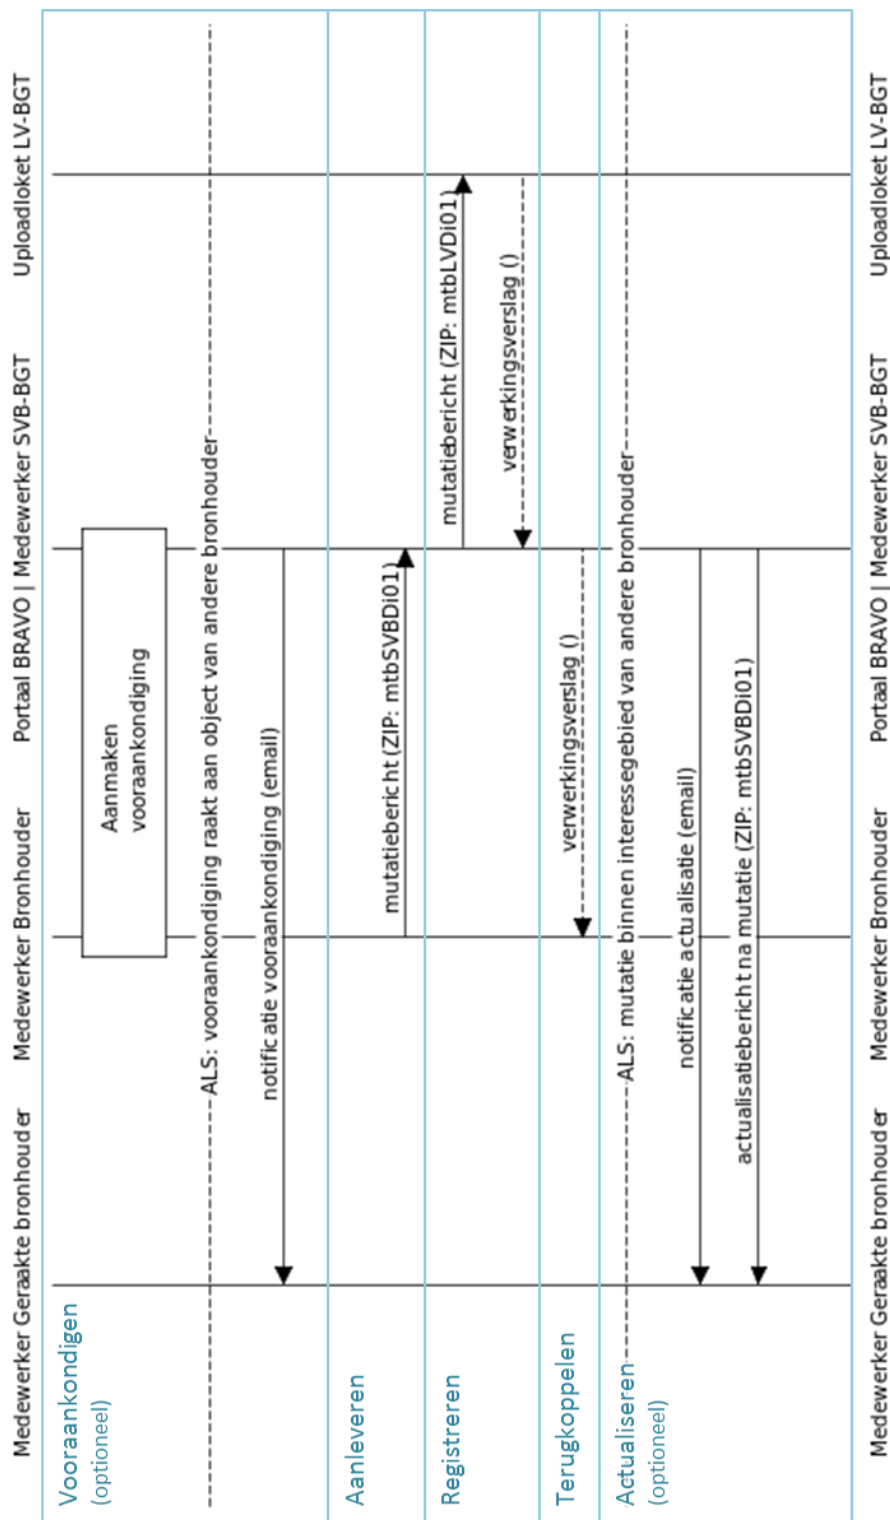 Medewerker Geraakte bronhouder
Medewerker Bronhouder
Portaal BRAVO | Medewerker SVB-BGT
Uploadloket LV-BGT
Vooraankondigen
(optioneel)
Aanmaken
vooraankondiging
ALS: vooraankondiging raakt aan object van andere bronhouder
notificatie vooraankondiging (email)
Aanleveren
mutatiebericht (ZIP: mtbSVBDi01)
Registreren
mutatiebericht (ZIP: mtbLVDi01)
verwerkingsverslag ()
Terugkoppelen
verwerkingsverslag ()
Actualiseren
(optioneel)
ALS: mutatie binnen interessegebied van andere bronhouder
notificatie actualisatie (email)
actualisatiebericht na mutatie (ZIP: mtbSVBDi01)
Medewerker Geraakte bronhouder
Medewerker Bronhouder
Portaal BRAVO | Medewerker SVB-BGT
Uploadloket LV-BGT